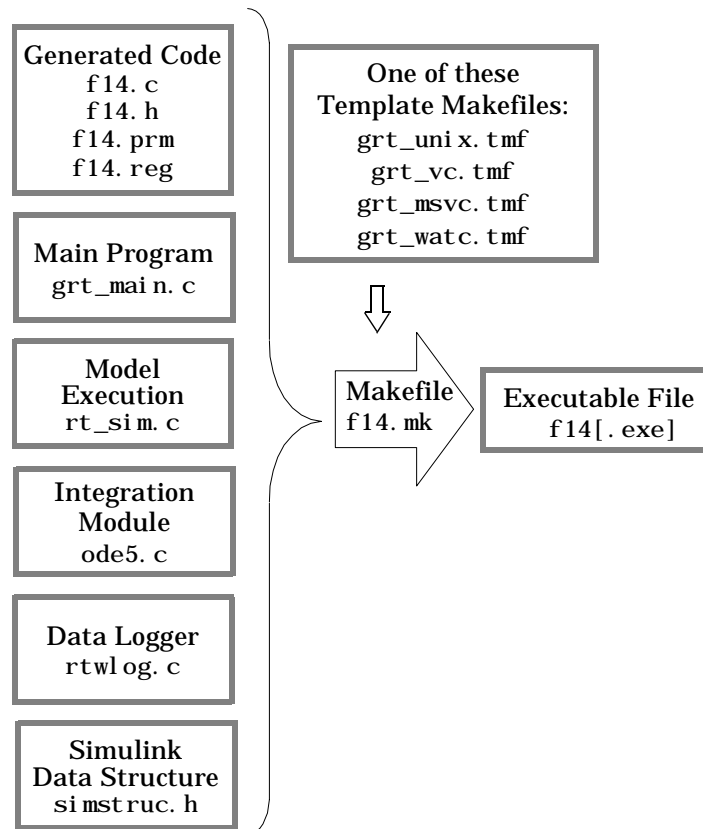 Generated Code
f14.c
f14.h
f14.prm
f14.reg
Main Program
grt_main.c
Model
Execution
rt_sim.c
Integration
Module
ode5.c
Data Logger
rtwlog.c
Simulink
Data Structure
simstruc.h
One of these
Template Makefiles:
grt_unix.tmf
grt_vc.tmf
grt_msvc.tmf
grt_watc.tmf
Makefile
f14.mk
Executable File
f14[.exe]